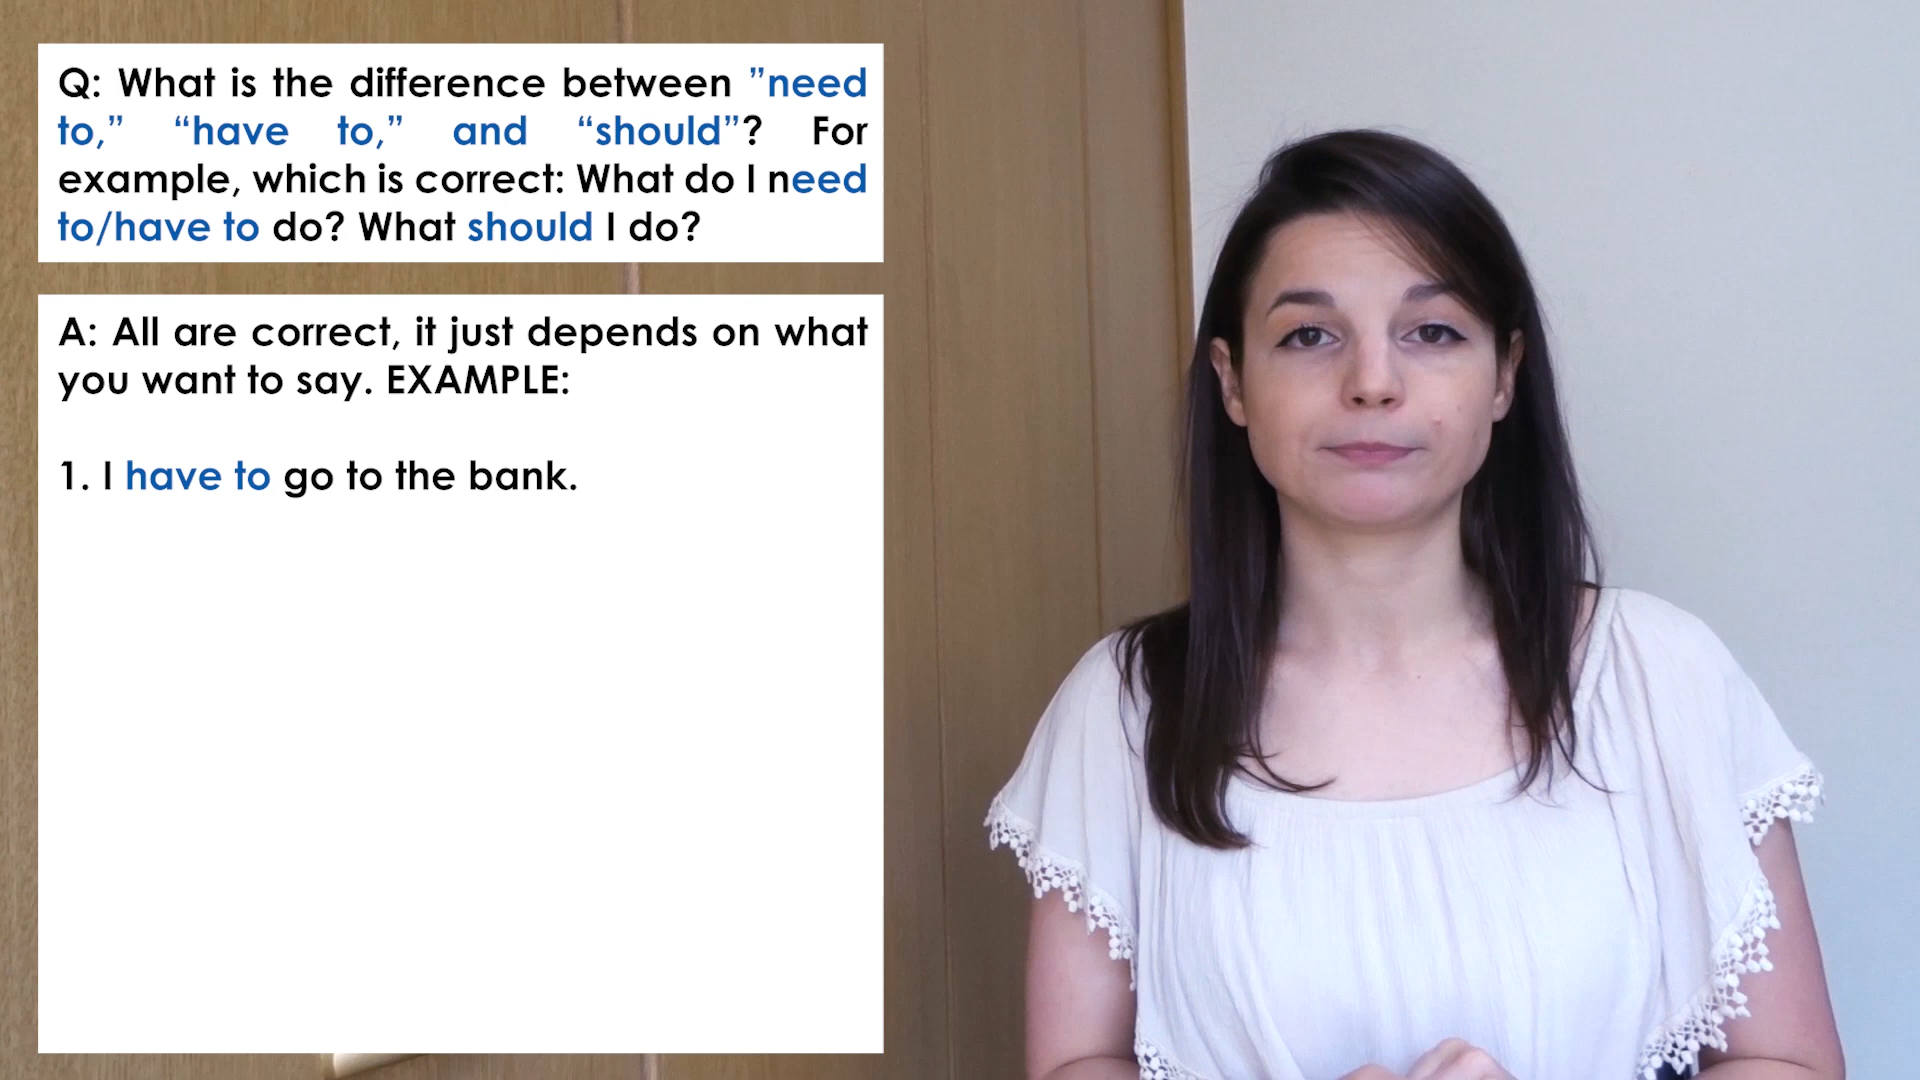 Q: What is the difference between ”need
to,” “have to,” and “should”? For
example, which is correct: What do I need
to/have to do? What should I do?
A: All are correct, it just depends on what
you want to say. EXAMPLE:
1. I have to go to the bank.